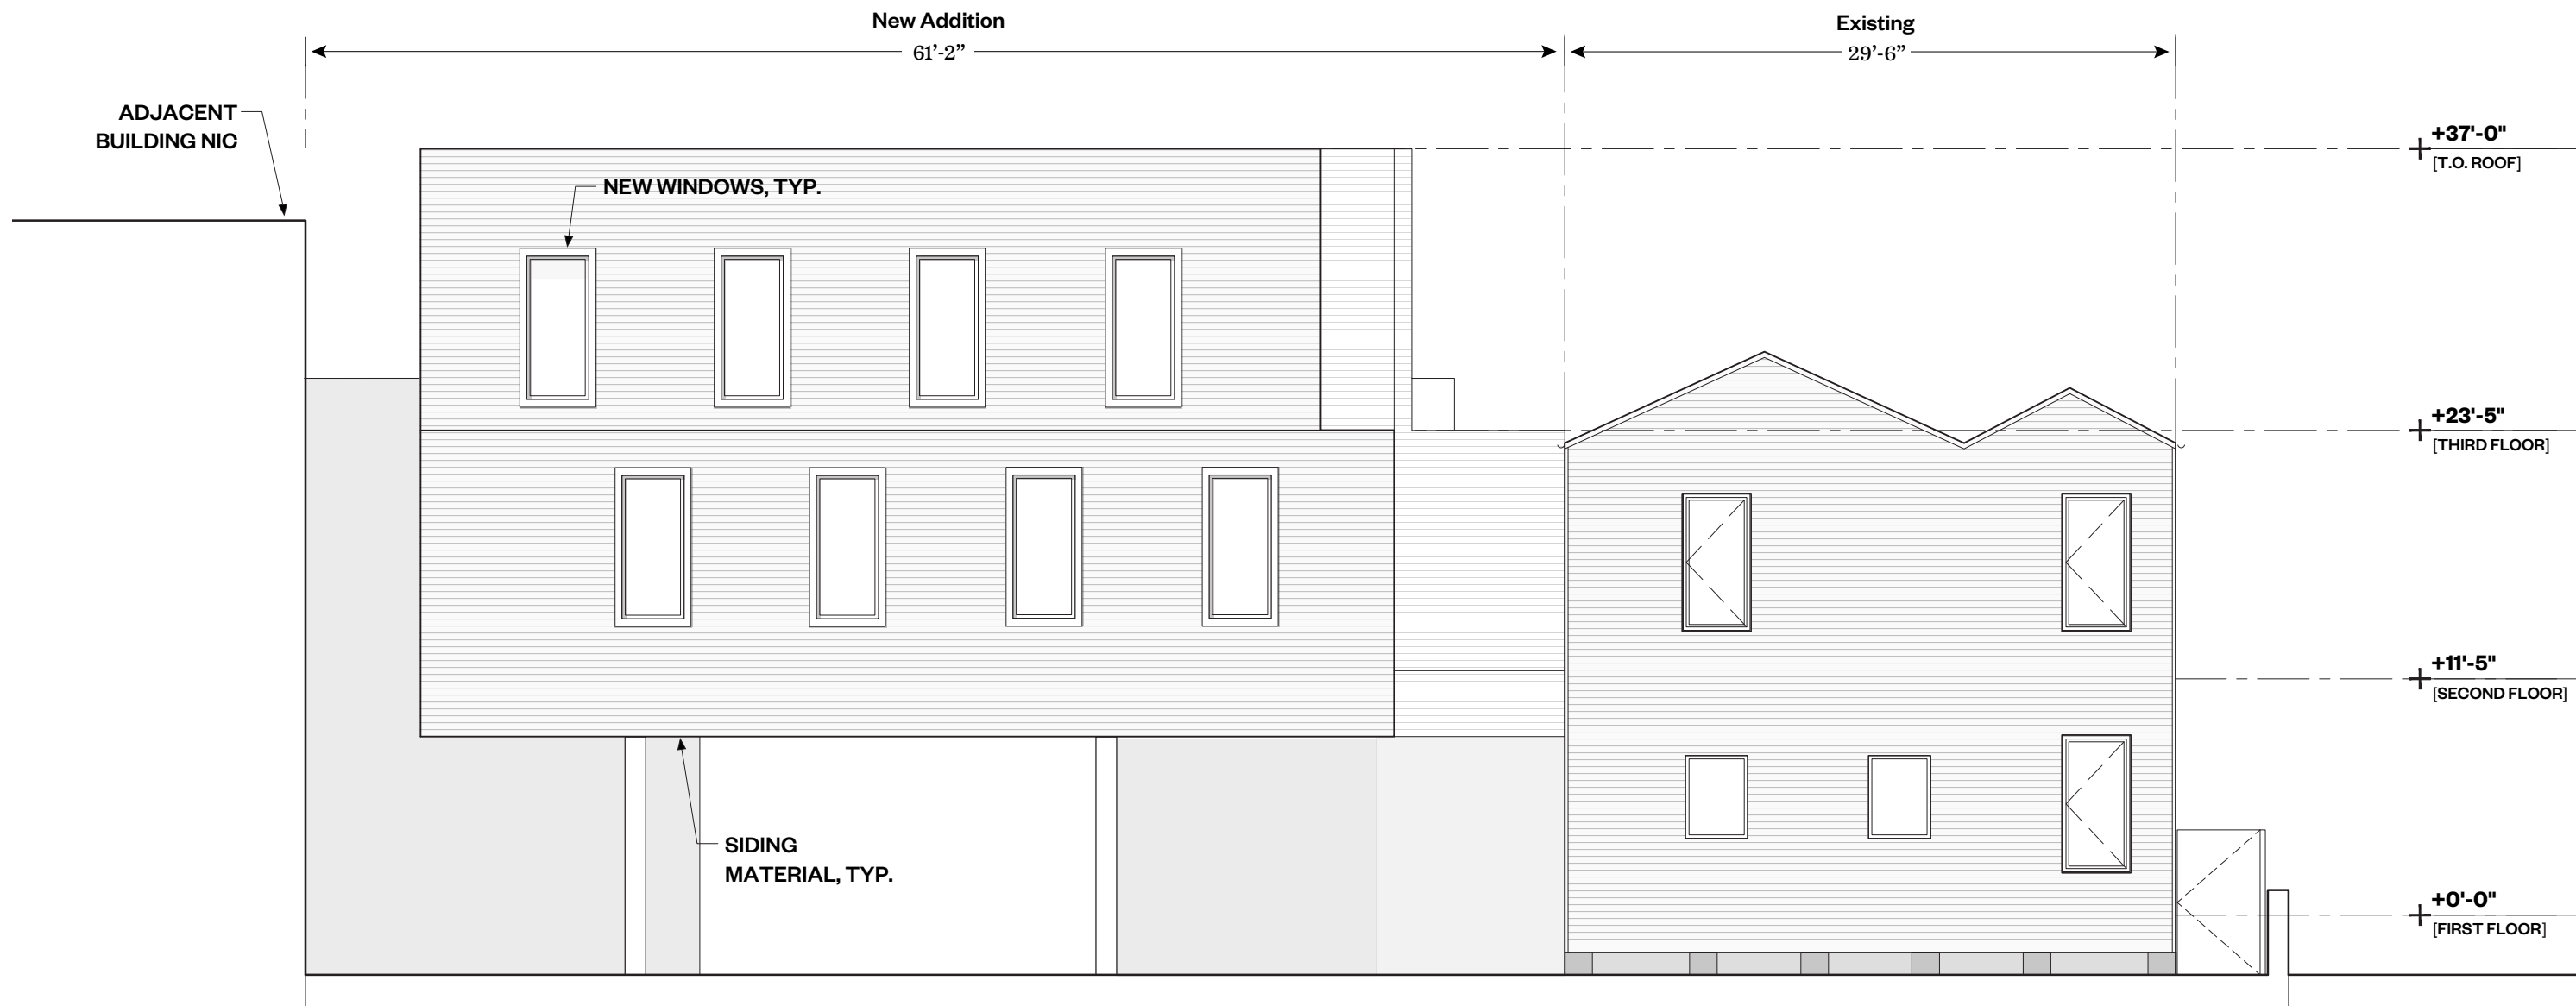 New Addition
61’-2”
Existing
29’-6”
ADJACENT
BUILDING NIC
+37'-0"
[T.O. ROOF]
NEW WINDOWS, TYP.
+23'-5"
[THIRD FLOOR]
+11'-5"
[SECOND FLOOR]
SIDING
MATERIAL, TYP.
+0'-0"
[FIRST FLOOR]